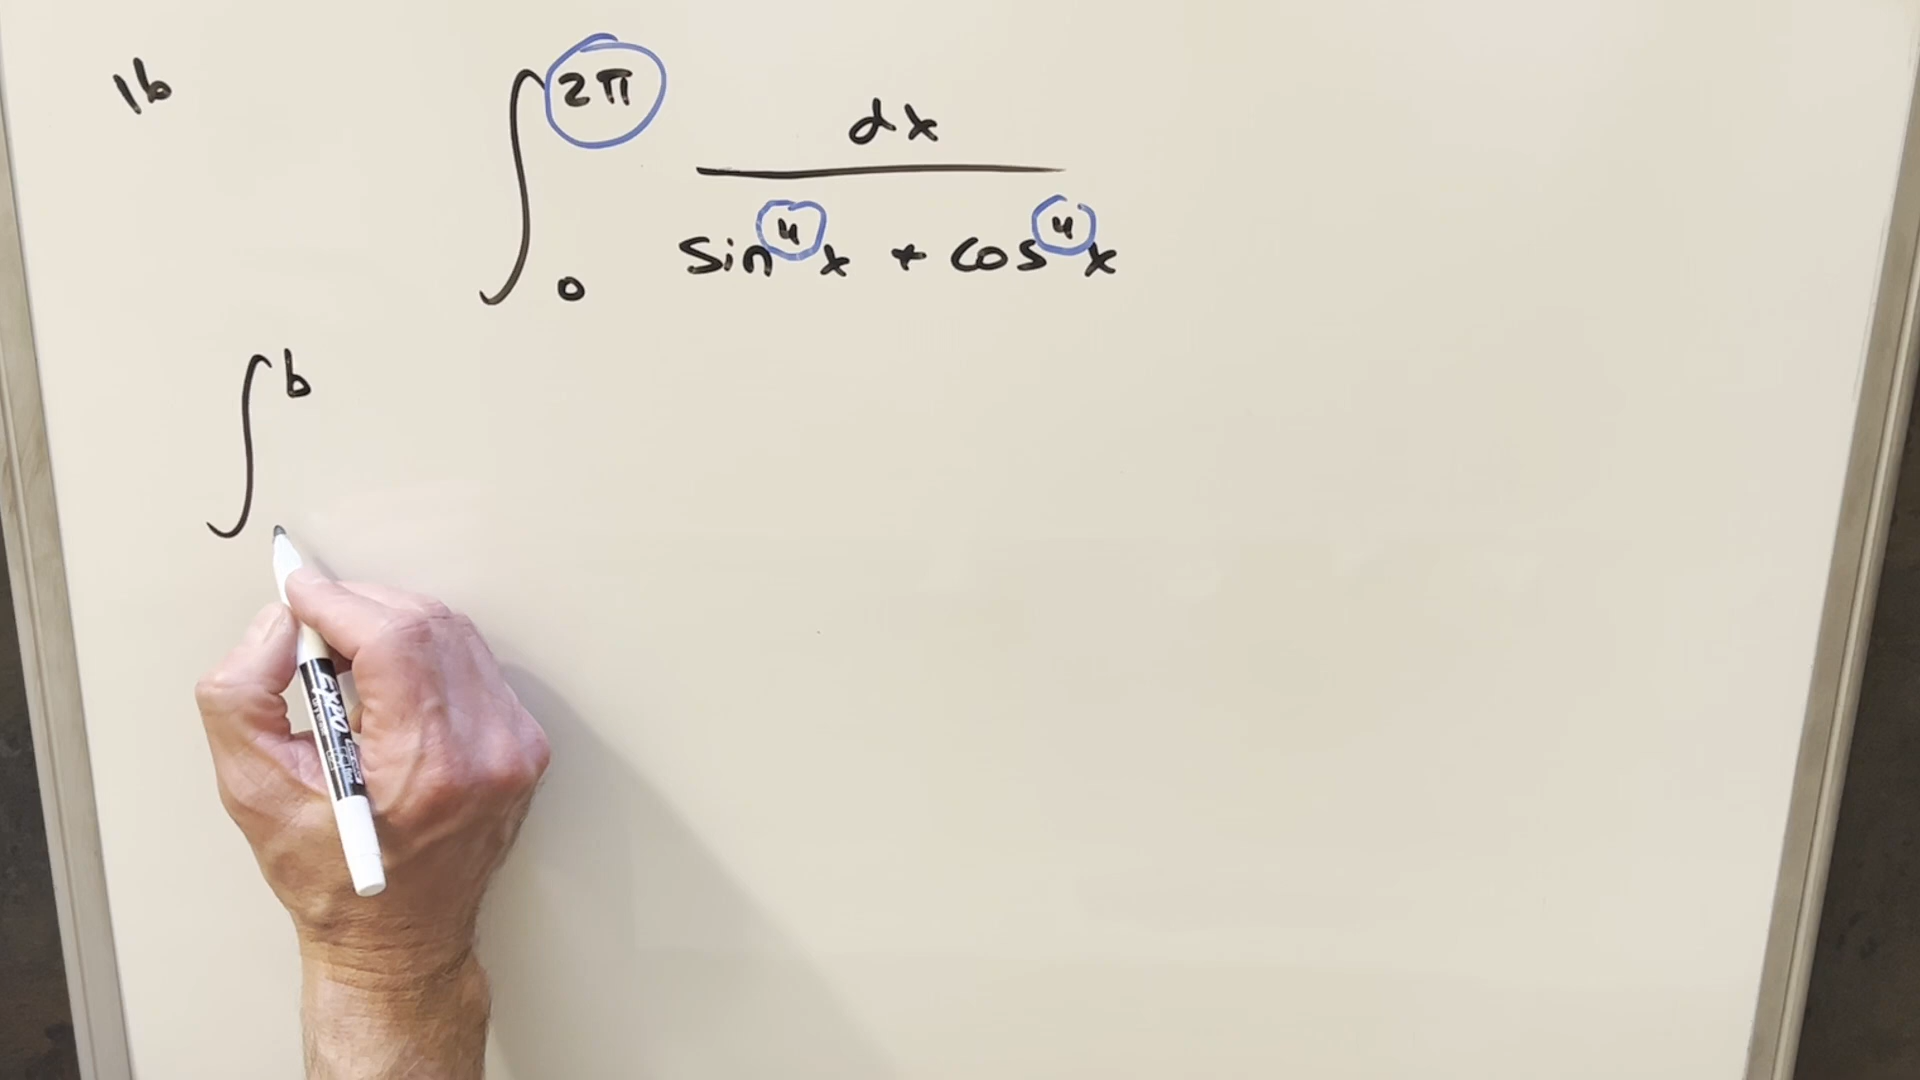 1b ∫₀^2π dx / sin⁴x + cos⁴x
∫^b
EXPO